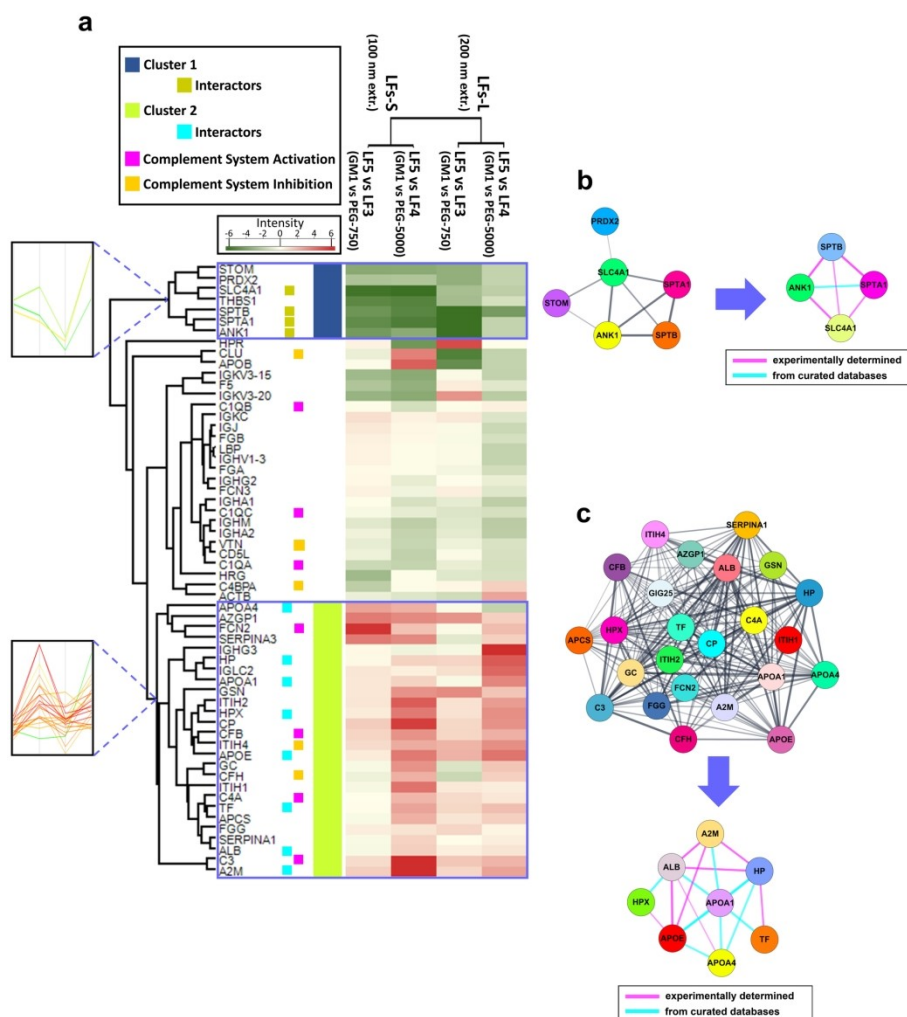 a
Cluster 1
Interactors
Cluster 2
Interactors
Complement System Activation
Complement System Inhibition
LFs-S
(100 nm extr.)
LFs-L
(200 nm extr.)
LF5 vs LF3
(GM1 vs PEG-750)
LF5 vs LF4
(GM1 vs PEG-5000)
LF5 vs LF3
(GM1 vs PEG-750)
LF5 vs LF4
(GM1 vs PEG-5000)
Intensity
-6 -4 -2 0 2 4 6
STOM
PRDX2
SLC4A1
THBS1
SPTB
SPTA1
ANK1
HPR
CLU
APOB
IGKV3-15
F5
IGKV3-20
C1QB
IGKC
IGJ
FGB
LBP
IGHV1-3
FGA
IGHG2
FCN3
IGHA1
C1QC
IGHM
IGHA2
VTN
CD5L
C1QA
HRG
C4BPA
ACTB
APOA4
AZGP1
FCN2
SERPINA3
IGHG3
HP
IGLC2
APOA1
GSN
ITIH2
HPX
CP
CFB
ITIH4
APOE
GC
CFH
ITIH1
C4A
TF
APCS
FGG
SERPINA1
ALB
C3
A2M
b
PRDX2
SLC4A1
SPTA1
STOM
ANK1
SPTB
SPTB
ANK1
SPTA1
SLC4A1
experimentally determined
from curated databases
c
SERPINA1
ITIH4
AZGP1
CFB
ALB
GSN
GIG25
HP
TF
C4A
APCS
HPX
CP
ITIH1
ITIH2
GC
APOA1
APOA4
FCN2
C3
FGG
A2M
CFH
APOE
A2M
ALB
HP
HPX
APOA1
APOE
TF
APOA4
experimentally determined
from curated databases